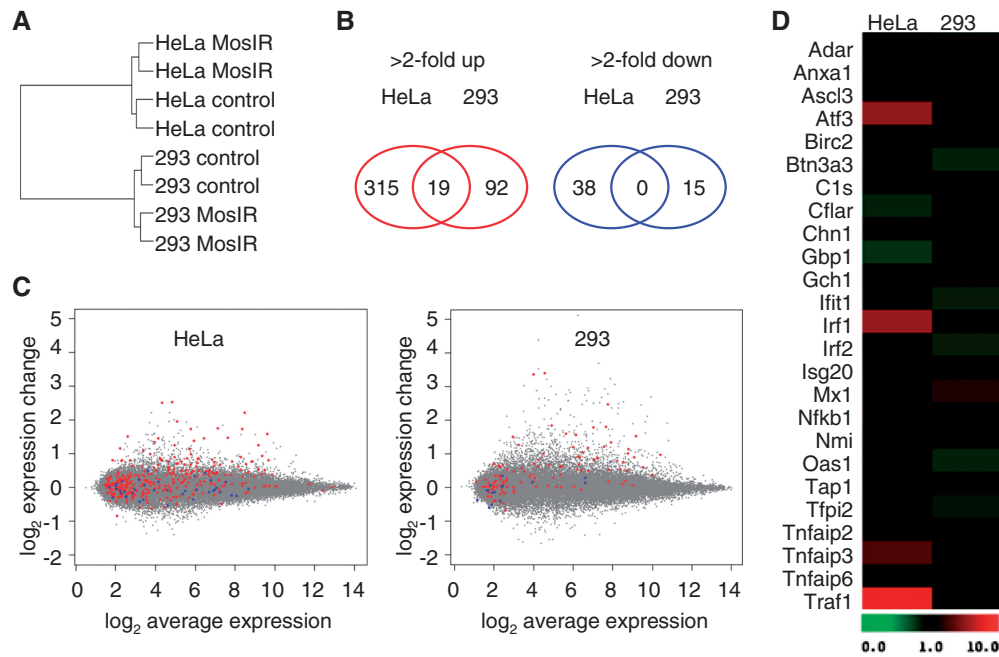 A
HeLa MosIR
HeLa MosIR
HeLa control
HeLa control
293 control
293 control
293 MosIR
293 MosIR
B
>2-fold up
HeLa 293
315 19 92
>2-fold down
HeLa 293
38 0 15
C
HeLa
log2 expression change
5
4
3
2
1
0
-1
-2
0 2 4 6 8 10 12 14
log2 average expression
293
log2 expression change
5
4
3
2
1
0
-1
-2
0 2 4 6 8 10 12 14
log2 average expression
D
HeLa 293
Adar
Anxa1
Ascl3
Atf3
Birc2
Btn3a3
C1s
Cflar
Chn1
Gbp1
Gch1
Ifit1
Irf1
Irf2
Isg20
Mx1
Nfkb1
Nmi
Oas1
Tap1
Tfpi2
Tnfaip2
Tnfaip3
Tnfaip6
Traf1
0.0 1.0 10.0